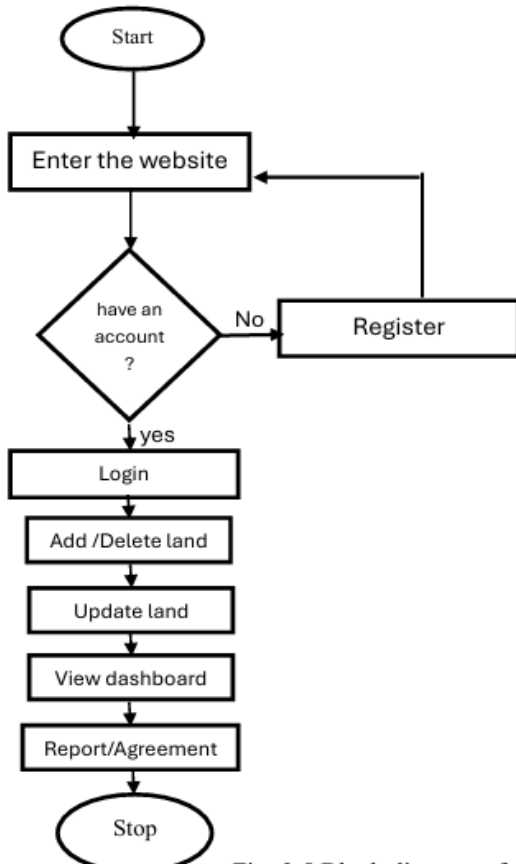 Start
Enter the website
have an
account
?
No
Register
yes
Login
Add /Delete land
Update land
View dashboard
Report/Agreement
Stop